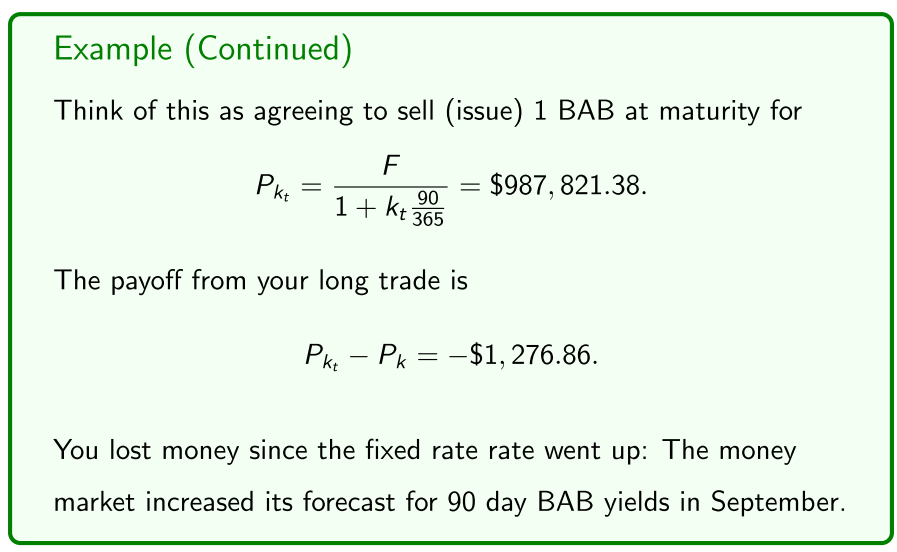 Example (Continued)
Think of this as agreeing to sell (issue) 1 BAB at maturity for
$P_{k_t} = \frac{F}{1 + k_t \frac{90}{365}} = \$987,821.38.$
The payoff from your long trade is
$P_{k_t} - P_k = -\$1,276.86.$
You lost money since the fixed rate rate went up: The money
market increased its forecast for 90 day BAB yields in September.